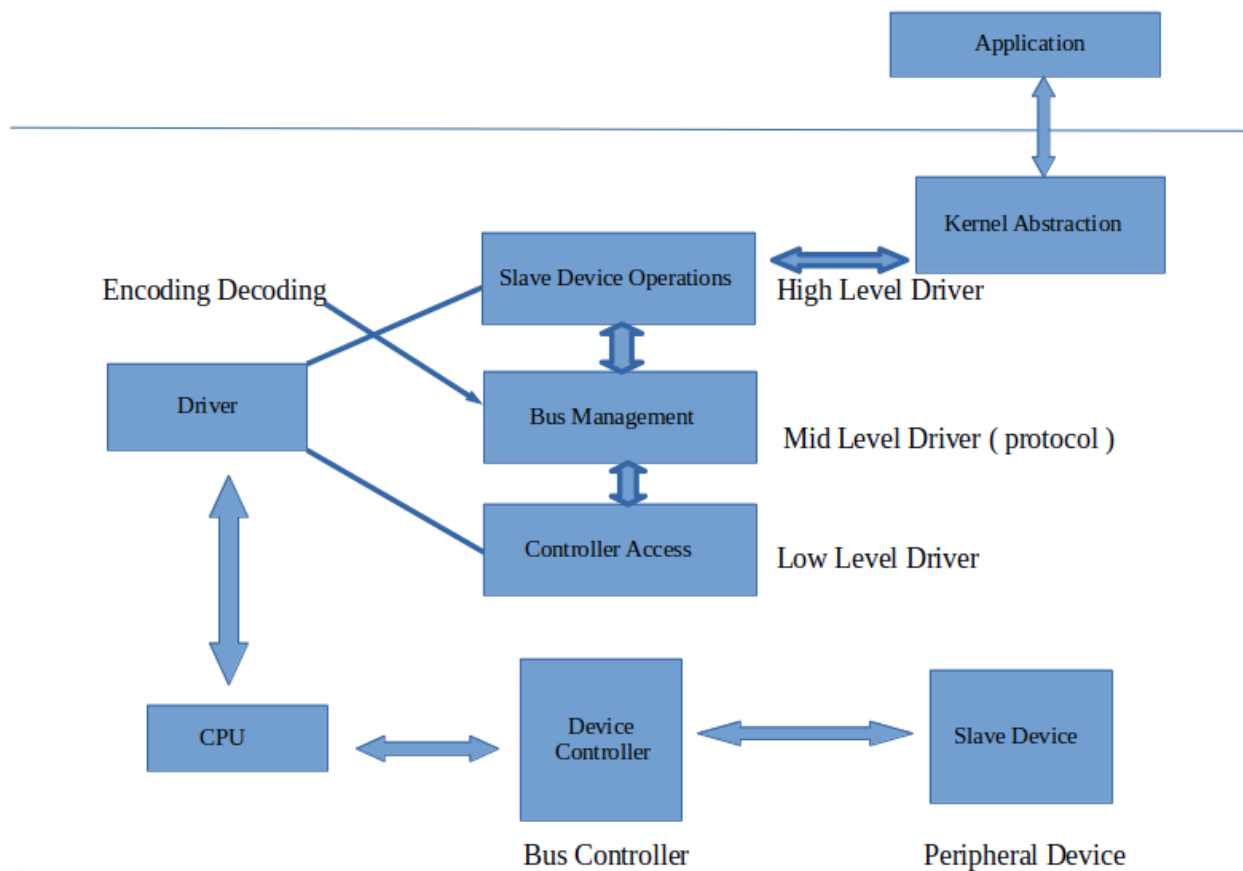 Application
Kernel Abstraction
Slave Device Operations
Encoding Decoding
High Level Driver
Driver
Bus Management
Mid Level Driver ( protocol )
Controller Access
Low Level Driver
CPU
Device
Controller
Slave Device
Bus Controller
Peripheral Device